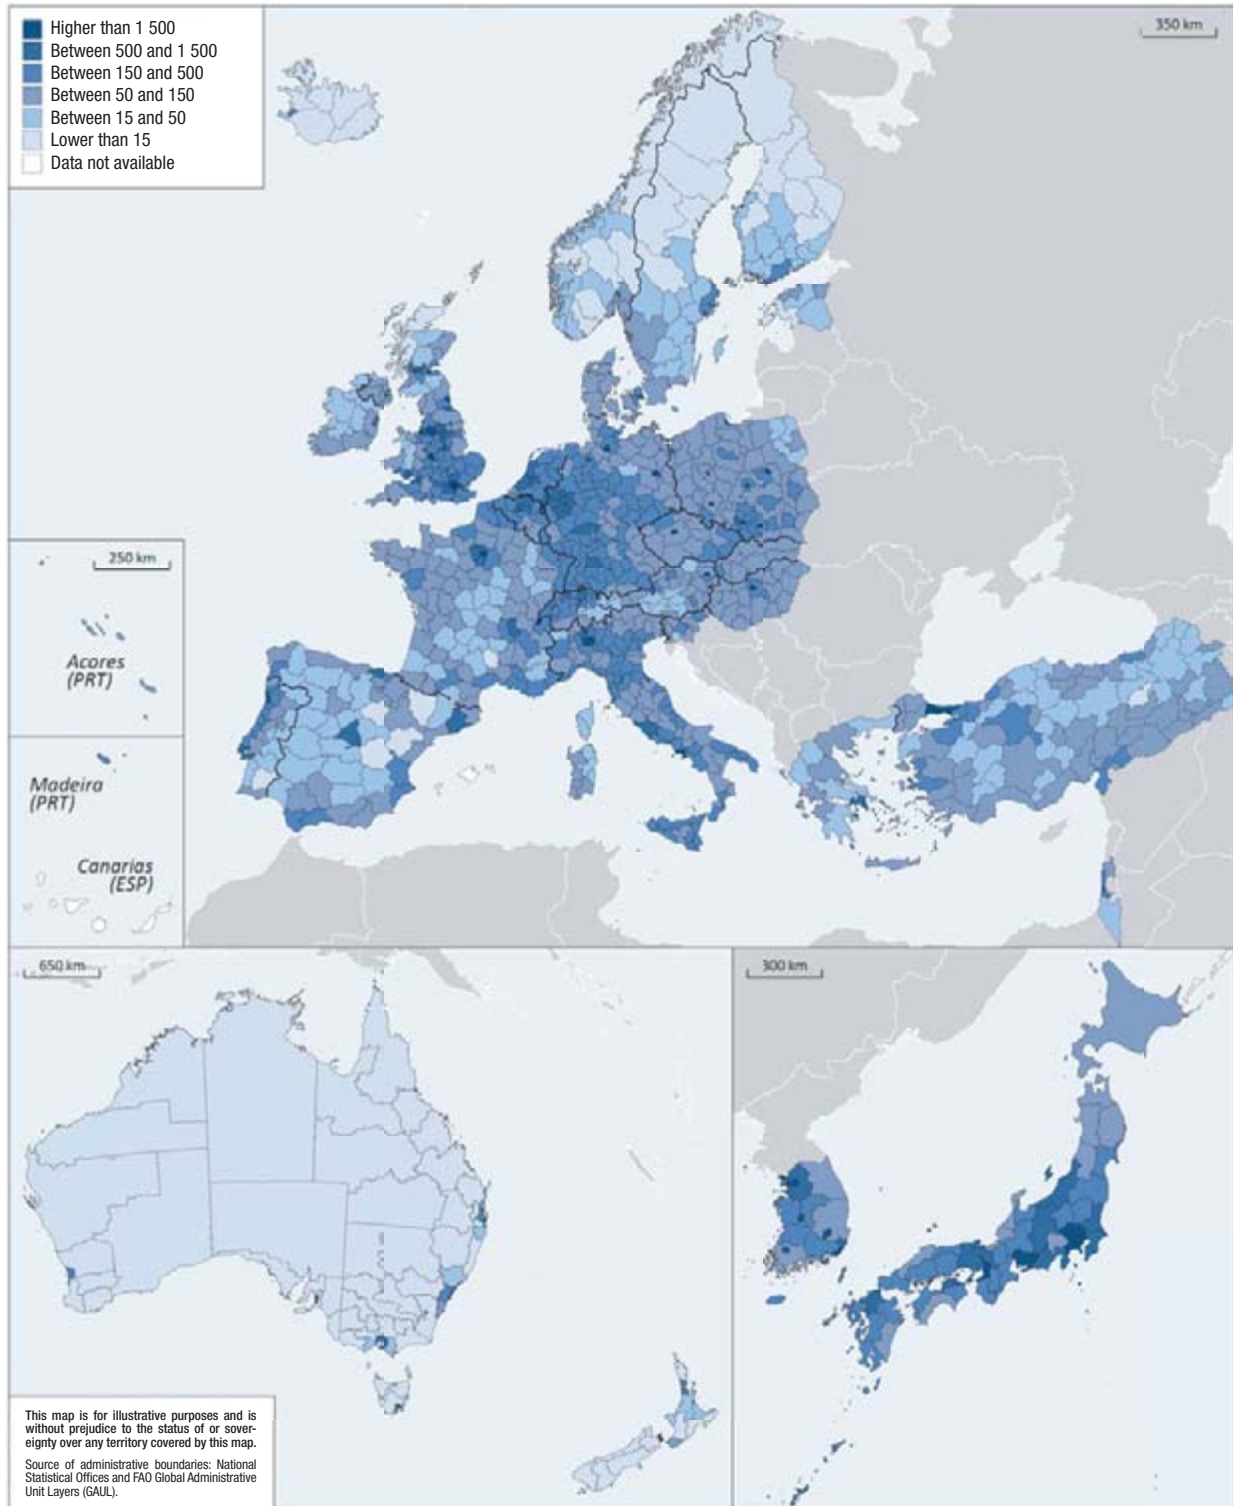 Higher than 1 500
Between 500 and 1 500
Between 150 and 500
Between 50 and 150
Between 15 and 50
Lower than 15
Data not available
350 km
250 km
Acores
(PRT)
Madeira
(PRT)
Canarias
(ESP)
650 km
300 km
This map is for illustrative purposes and is
without prejudice to the status of or sover-
eignty over any territory covered by this map.
Source of administrative boundaries: National
Statistical Offices and FAO Global Administrative
Unit Layers (GAUL).